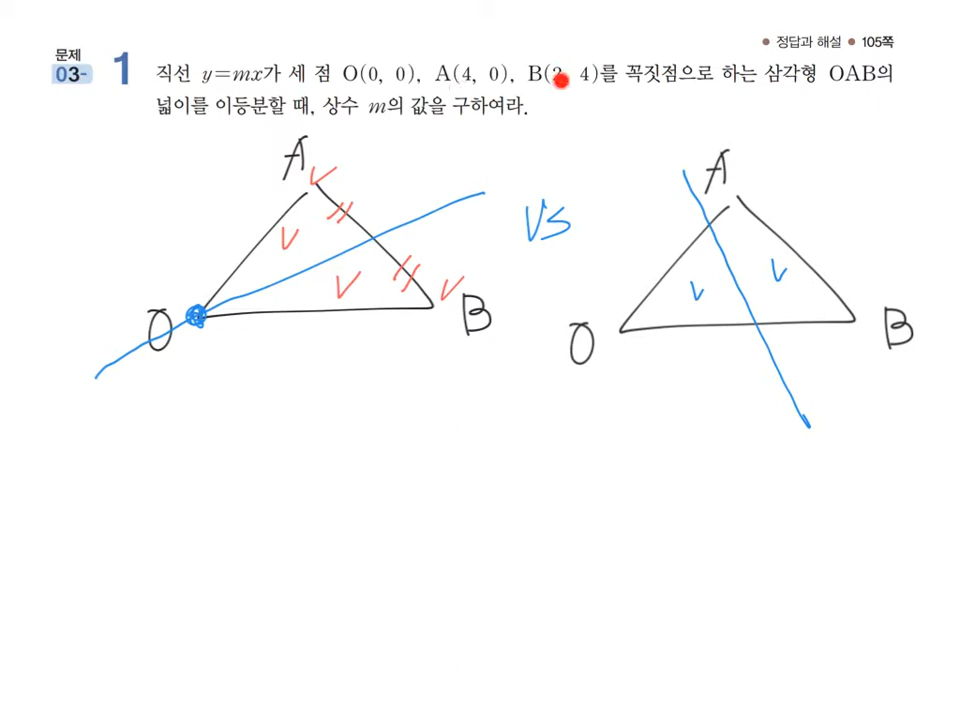 ● 정답과 해설 ● 105쪽
문제
03- 1 직선 y=mx가 세 점 O(0, 0), A(4, 0), B( , 4)를 꼭짓점으로 하는 삼각형 OAB의
넓이를 이등분할 때, 상수 m의 값을 구하여라.
A
O
B
VS
A
O
B